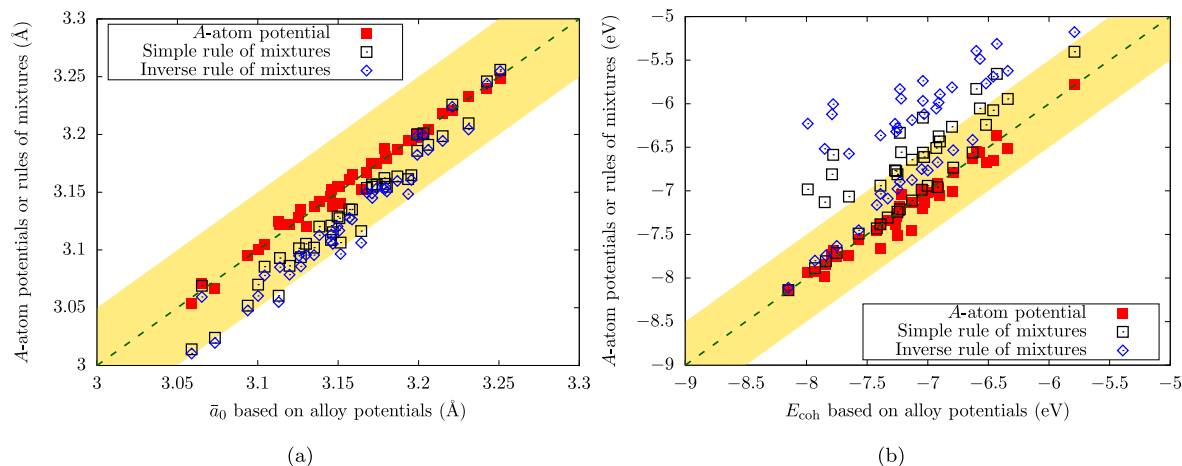 A-atom potentials or rules of mixtures (Å)
3.3
3.25
3.2
3.15
3.1
3.05
3
A-atom potential
Simple rule of mixtures
Inverse rule of mixtures
3 3.05 3.1 3.15 3.2 3.25 3.3
ā0 based on alloy potentials (Å)
(a)
A-atom potentials or rules of mixtures (eV)
−5
−5.5
−6
−6.5
−7
−7.5
−8
−8.5
−9
A-atom potential
Simple rule of mixtures
Inverse rule of mixtures
−9 −8.5 −8 −7.5 −7 −6.5 −6 −5.5 −5
Ecoh based on alloy potentials (eV)
(b)